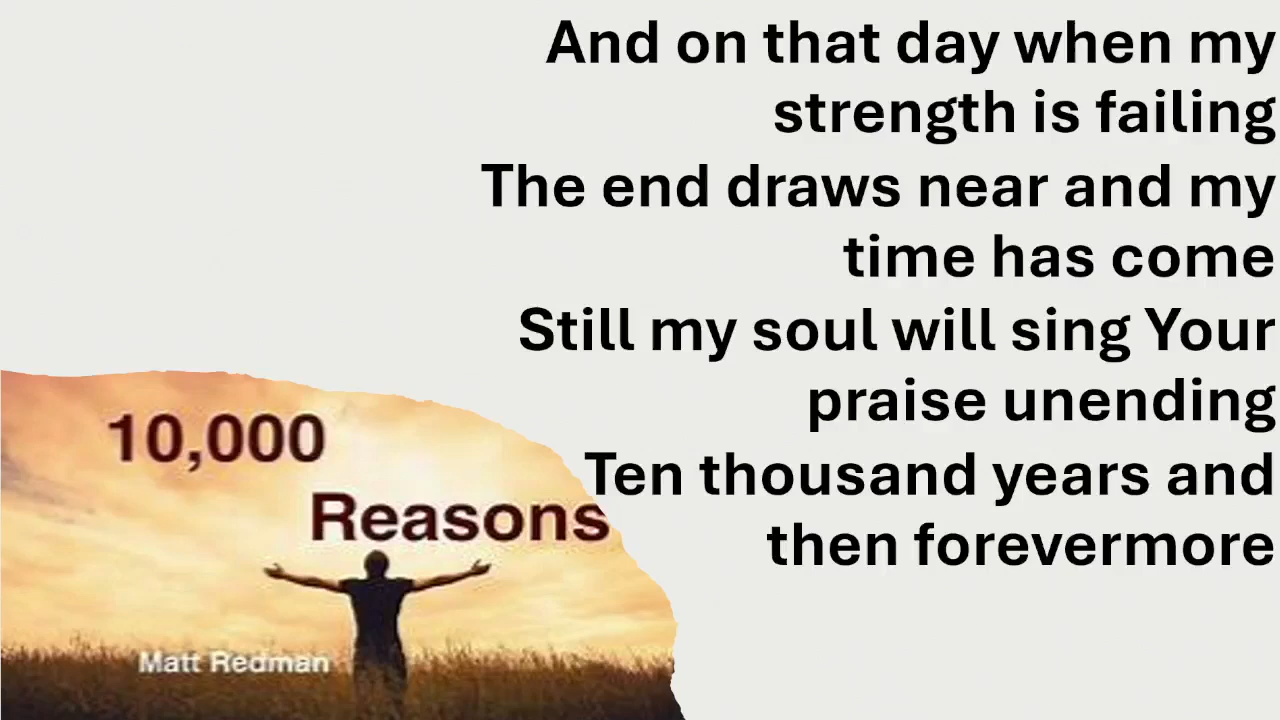 And on that day when my
strength is failing
The end draws near and my
time has come
Still my soul will sing Your
praise unending
Ten thousand years and
then forevermore
10,000
Reasons
Matt Redman